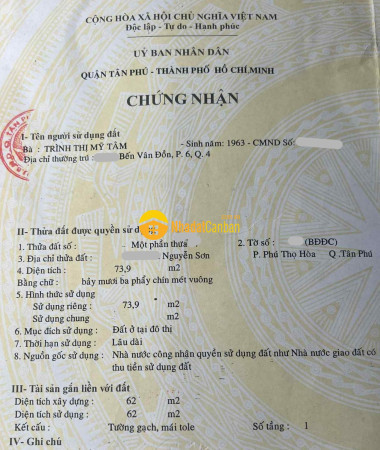 CỘNG HÒA XÃ HỘI CHỦ NGHĨA VIỆT NAM
Độc lập - Tự do - Hạnh phúc
UỶ BAN NHÂN DÂN
QUẬN TÂN PHÚ - THÀNH PHỐ HỒ CHÍ MINH
CHỨNG NHẬN
I- Tên người sử dụng đất
Bà : TRỊNH THỊ MỸ TÂM - Sinh năm: 1963 - CMND Số:
Địa chỉ thường trú : Bến Vân Đồn, P. 6, Q. 4
II- Thửa đất được quyền sử dụng
1. Thửa đất số : - Một phần thửa 2. Tờ số : (BĐĐC)
3. Địa chỉ thửa đất : Nguyễn Sơn P. Phú Thọ Hòa Q .Tân Phú
4. Diện tích : 73,9 m2
Bằng chữ : bảy mươi ba phẩy chín mét vuông
5. Hình thức sử dụng
Sử dụng riêng : 73,9 m2
Sử dụng chung m2
6. Mục đích sử dụng : Đất ở tại đô thị
7. Thời hạn sử dụng : Lâu dài
8. Nguồn gốc sử dụng : Nhà nước công nhận quyền sử dụng đất như Nhà nước giao đất có
thu tiền sử dụng đất
III- Tài sản gắn liền với đất
Diện tích xây dựng : 62 m2
Diện tích sử dụng : 62 m2
Kết cấu : Tường gạch, mái tole Số tầng : 1
IV- Ghi chú